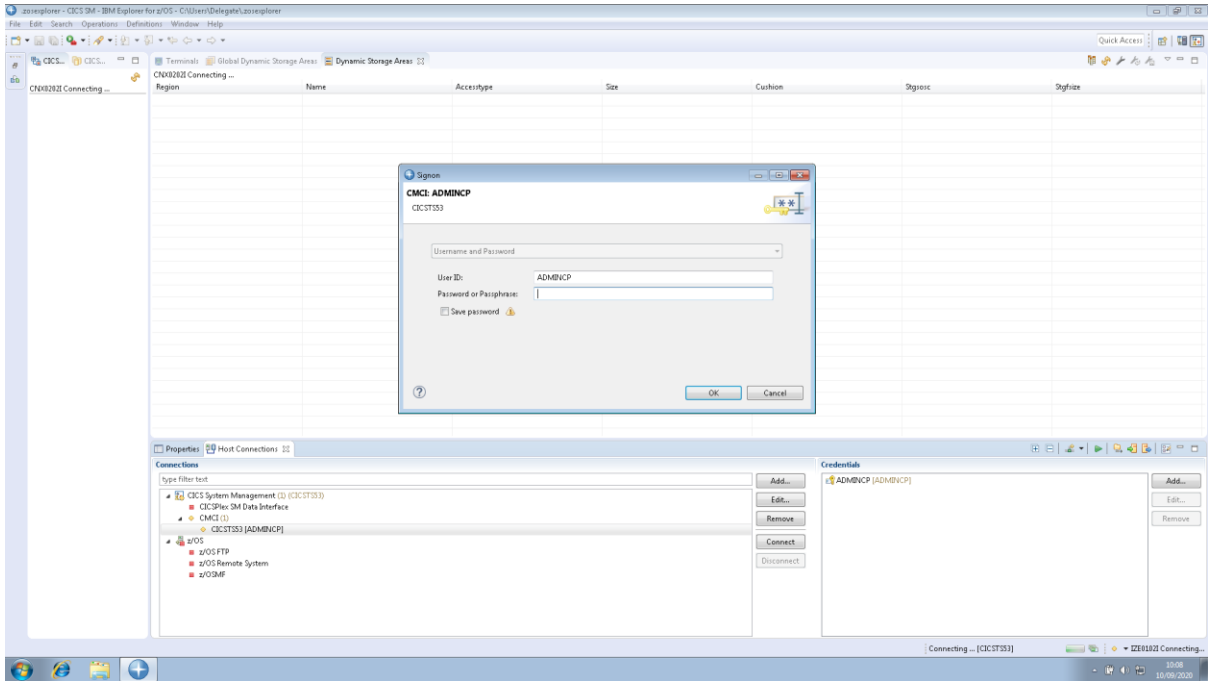 .zosexplorer - CICS SM - IBM Explorer for z/OS - C:\Users\Delegate\.zosexplorer
File Edit Search Operations Definitions Window Help
Quick Access
CICS... CICS...
Terminals Global Dynamic Storage Areas Dynamic Storage Areas
CNX0202I Connecting ...
CNX0202I Connecting ...
Region Name Accesstype Size Cushion Stgsosc Stgfsize
Signon
CMCI: ADMINCP
CICSTS53
**
Username and Password
User ID: ADMINCP
Password or Passphrase:
Save password
?
OK Cancel
Properties Host Connections
Connections
type filter text
CICS System Management (1) (CICSTS53)
CICSPlex SM Data Interface
CMCI (1)
CICSTS53 [ADMINCP]
z/OS
z/OS FTP
z/OS Remote System
z/OSMF
Add...
Edit...
Remove
Connect
Disconnect
Credentials
ADMINCP [ADMINCP]
Add...
Edit...
Remove
Connecting ... [CICSTS53]
IZE0102I Connecting...
10:08
10/09/2020